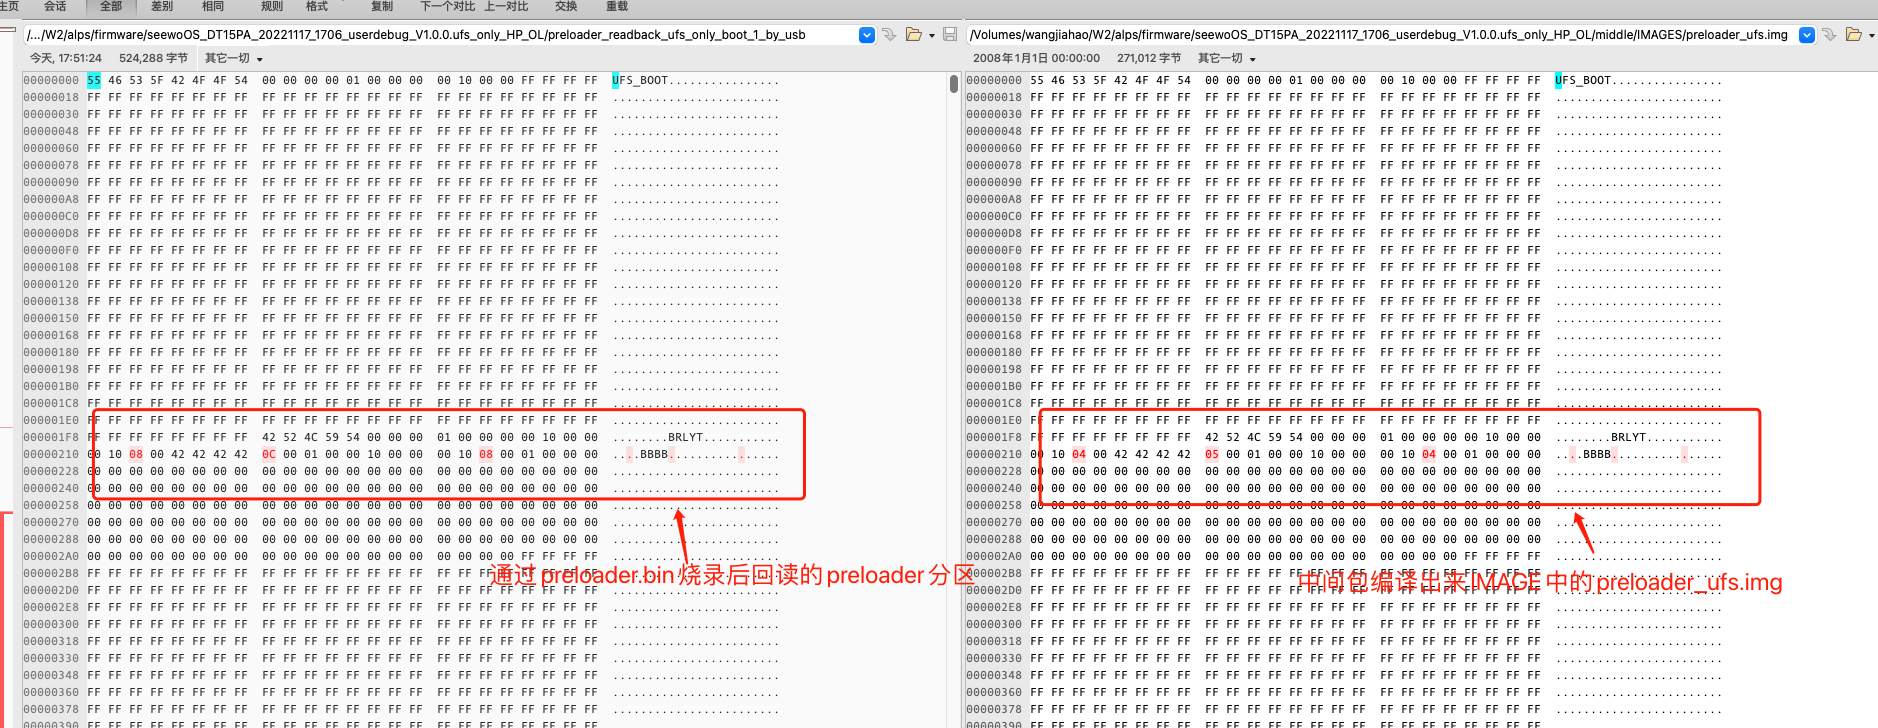 主页 会话 全部 差别 相同 规则 格式 复制 下一个对比 上一对比 交换 重载
/.../W2/alps/firmware/seewoOS_DT15PA_20221117_1706_userdebug_V1.0.0.ufs_only_HP_OL/preloader_readback_ufs_only_boot_1_by_usb
今天, 17:51:24 524,288 字节 其它一切
00000000 55 46 53 5F 42 4F 4F 54 00 00 00 00 01 00 00 00 00 10 00 00 FF FF FF FF UFS_BOOT................
00000018 FF FF FF FF FF FF FF FF FF FF FF FF FF FF FF FF FF FF FF FF FF FF FF FF ........................
00000030 FF FF FF FF FF FF FF FF FF FF FF FF FF FF FF FF FF FF FF FF FF FF FF FF ........................
00000048 FF FF FF FF FF FF FF FF FF FF FF FF FF FF FF FF FF FF FF FF FF FF FF FF ........................
00000060 FF FF FF FF FF FF FF FF FF FF FF FF FF FF FF FF FF FF FF FF FF FF FF FF ........................
00000078 FF FF FF FF FF FF FF FF FF FF FF FF FF FF FF FF FF FF FF FF FF FF FF FF ........................
00000090 FF FF FF FF FF FF FF FF FF FF FF FF FF FF FF FF FF FF FF FF FF FF FF FF ........................
000000A8 FF FF FF FF FF FF FF FF FF FF FF FF FF FF FF FF FF FF FF FF FF FF FF FF ........................
000000C0 FF FF FF FF FF FF FF FF FF FF FF FF FF FF FF FF FF FF FF FF FF FF FF FF ........................
000000D8 FF FF FF FF FF FF FF FF FF FF FF FF FF FF FF FF FF FF FF FF FF FF FF FF ........................
000000F0 FF FF FF FF FF FF FF FF FF FF FF FF FF FF FF FF FF FF FF FF FF FF FF FF ........................
00000108 FF FF FF FF FF FF FF FF FF FF FF FF FF FF FF FF FF FF FF FF FF FF FF FF ........................
00000120 FF FF FF FF FF FF FF FF FF FF FF FF FF FF FF FF FF FF FF FF FF FF FF FF ........................
00000138 FF FF FF FF FF FF FF FF FF FF FF FF FF FF FF FF FF FF FF FF FF FF FF FF ........................
00000150 FF FF FF FF FF FF FF FF FF FF FF FF FF FF FF FF FF FF FF FF FF FF FF FF ........................
00000168 FF FF FF FF FF FF FF FF FF FF FF FF FF FF FF FF FF FF FF FF FF FF FF FF ........................
00000180 FF FF FF FF FF FF FF FF FF FF FF FF FF FF FF FF FF FF FF FF FF FF FF FF ........................
00000198 FF FF FF FF FF FF FF FF FF FF FF FF FF FF FF FF FF FF FF FF FF FF FF FF ........................
000001B0 FF FF FF FF FF FF FF FF FF FF FF FF FF FF FF FF FF FF FF FF FF FF FF FF ........................
000001C8 FF FF FF FF FF FF FF FF FF FF FF FF FF FF FF FF FF FF FF FF FF FF FF FF ........................
000001E0 FF FF FF FF FF FF FF FF FF FF FF FF FF FF FF FF FF FF FF FF FF FF FF FF ........................
000001F8 FF FF FF FF FF FF FF FF 42 52 4C 59 54 00 00 00 01 00 00 00 00 10 00 00 ........BRLYT...........
00000210 00 10 08 00 42 42 42 42 0C 00 01 00 00 10 00 00 00 10 08 00 01 00 00 00 ....BBBB................
00000228 00 00 00 00 00 00 00 00 00 00 00 00 00 00 00 00 00 00 00 00 00 00 00 00 ........................
00000240 00 00 00 00 00 00 00 00 00 00 00 00 00 00 00 00 00 00 00 00 00 00 00 00 ........................
00000258 00 00 00 00 00 00 00 00 00 00 00 00 00 00 00 00 00 00 00 00 00 00 00 00 ........................
00000270 00 00 00 00 00 00 00 00 00 00 00 00 00 00 00 00 00 00 00 00 00 00 00 00 ........................
00000288 00 00 00 00 00 00 00 00 00 00 00 00 00 00 00 00 00 00 00 00 00 00 00 00 ........................
000002A0 00 00 00 00 00 00 00 00 00 00 00 00 00 00 00 00 00 00 00 00 FF FF FF FF ........................
000002B8 FF FF FF FF FF FF FF FF FF FF FF FF FF FF FF FF FF FF FF FF FF FF FF FF
通过preloader.bin烧录后回读的preloader分区
000002D0 FF FF FF FF FF FF FF FF FF FF FF FF FF FF FF FF FF FF FF FF FF FF FF FF ........................
000002E8 FF FF FF FF FF FF FF FF FF FF FF FF FF FF FF FF FF FF FF FF FF FF FF FF ........................
00000300 FF FF FF FF FF FF FF FF FF FF FF FF FF FF FF FF FF FF FF FF FF FF FF FF ........................
00000318 FF FF FF FF FF FF FF FF FF FF FF FF FF FF FF FF FF FF FF FF FF FF FF FF ........................
00000330 FF FF FF FF FF FF FF FF FF FF FF FF FF FF FF FF FF FF FF FF FF FF FF FF ........................
00000348 FF FF FF FF FF FF FF FF FF FF FF FF FF FF FF FF FF FF FF FF FF FF FF FF ........................
00000360 FF FF FF FF FF FF FF FF FF FF FF FF FF FF FF FF FF FF FF FF FF FF FF FF ........................
00000378 FF FF FF FF FF FF FF FF FF FF FF FF FF FF FF FF FF FF FF FF FF FF FF FF ........................
00000390 FF FF FF FF FF FF FF FF FF FF FF FF FF FF FF FF FF FF FF FF FF FF FF FF ........................
/Volumes/wangjiahao/W2/alps/firmware/seewoOS_DT15PA_20221117_1706_userdebug_V1.0.0.ufs_only_HP_OL/middle/IMAGES/preloader_ufs.img
2008年1月1日 00:00:00 271,012 字节 其它一切
00000000 55 46 53 5F 42 4F 4F 54 00 00 00 00 01 00 00 00 00 10 00 00 FF FF FF FF UFS_BOOT................
00000018 FF FF FF FF FF FF FF FF FF FF FF FF FF FF FF FF FF FF FF FF FF FF FF FF ........................
00000030 FF FF FF FF FF FF FF FF FF FF FF FF FF FF FF FF FF FF FF FF FF FF FF FF ........................
00000048 FF FF FF FF FF FF FF FF FF FF FF FF FF FF FF FF FF FF FF FF FF FF FF FF ........................
00000060 FF FF FF FF FF FF FF FF FF FF FF FF FF FF FF FF FF FF FF FF FF FF FF FF ........................
00000078 FF FF FF FF FF FF FF FF FF FF FF FF FF FF FF FF FF FF FF FF FF FF FF FF ........................
00000090 FF FF FF FF FF FF FF FF FF FF FF FF FF FF FF FF FF FF FF FF FF FF FF FF ........................
000000A8 FF FF FF FF FF FF FF FF FF FF FF FF FF FF FF FF FF FF FF FF FF FF FF FF ........................
000000C0 FF FF FF FF FF FF FF FF FF FF FF FF FF FF FF FF FF FF FF FF FF FF FF FF ........................
000000D8 FF FF FF FF FF FF FF FF FF FF FF FF FF FF FF FF FF FF FF FF FF FF FF FF ........................
000000F0 FF FF FF FF FF FF FF FF FF FF FF FF FF FF FF FF FF FF FF FF FF FF FF FF ........................
00000108 FF FF FF FF FF FF FF FF FF FF FF FF FF FF FF FF FF FF FF FF FF FF FF FF ........................
00000120 FF FF FF FF FF FF FF FF FF FF FF FF FF FF FF FF FF FF FF FF FF FF FF FF ........................
00000138 FF FF FF FF FF FF FF FF FF FF FF FF FF FF FF FF FF FF FF FF FF FF FF FF ........................
00000150 FF FF FF FF FF FF FF FF FF FF FF FF FF FF FF FF FF FF FF FF FF FF FF FF ........................
00000168 FF FF FF FF FF FF FF FF FF FF FF FF FF FF FF FF FF FF FF FF FF FF FF FF ........................
00000180 FF FF FF FF FF FF FF FF FF FF FF FF FF FF FF FF FF FF FF FF FF FF FF FF ........................
00000198 FF FF FF FF FF FF FF FF FF FF FF FF FF FF FF FF FF FF FF FF FF FF FF FF ........................
000001B0 FF FF FF FF FF FF FF FF FF FF FF FF FF FF FF FF FF FF FF FF FF FF FF FF ........................
000001C8 FF FF FF FF FF FF FF FF FF FF FF FF FF FF FF FF FF FF FF FF FF FF FF FF ........................
000001E0 FF FF FF FF FF FF FF FF FF FF FF FF FF FF FF FF FF FF FF FF FF FF FF FF ........................
000001F8 FF FF FF FF FF FF FF FF 42 52 4C 59 54 00 00 00 01 00 00 00 00 10 00 00 ........BRLYT...........
00000210 00 10 04 00 42 42 42 42 05 00 01 00 00 10 00 00 00 10 04 00 01 00 00 00 ....BBBB................
00000228 00 00 00 00 00 00 00 00 00 00 00 00 00 00 00 00 00 00 00 00 00 00 00 00 ........................
00000240 00 00 00 00 00 00 00 00 00 00 00 00 00 00 00 00 00 00 00 00 00 00 00 00 ........................
00000258 00 00 00 00 00 00 00 00 00 00 00 00 00 00 00 00 00 00 00 00 00 00 00 00 ........................
00000270 00 00 00 00 00 00 00 00 00 00 00 00 00 00 00 00 00 00 00 00 00 00 00 00 ........................
00000288 00 00 00 00 00 00 00 00 00 00 00 00 00 00 00 00 00 00 00 00 00 00 00 00 ........................
000002A0 00 00 00 00 00 00 00 00 00 00 00 00 00 00 00 00 00 00 00 00 FF FF FF FF ........................
000002B8 FF FF FF FF FF FF FF FF FF FF FF FF FF FF FF FF FF FF FF FF FF FF FF FF
中间包编译出来IMAGE中的preloader_ufs.img
000002D0 FF FF FF FF FF FF FF FF FF FF FF FF FF FF FF FF FF FF FF FF FF FF FF FF ........................
000002E8 FF FF FF FF FF FF FF FF FF FF FF FF FF FF FF FF FF FF FF FF FF FF FF FF ........................
00000300 FF FF FF FF FF FF FF FF FF FF FF FF FF FF FF FF FF FF FF FF FF FF FF FF ........................
00000318 FF FF FF FF FF FF FF FF FF FF FF FF FF FF FF FF FF FF FF FF FF FF FF FF ........................
00000330 FF FF FF FF FF FF FF FF FF FF FF FF FF FF FF FF FF FF FF FF FF FF FF FF ........................
00000348 FF FF FF FF FF FF FF FF FF FF FF FF FF FF FF FF FF FF FF FF FF FF FF FF ........................
00000360 FF FF FF FF FF FF FF FF FF FF FF FF FF FF FF FF FF FF FF FF FF FF FF FF ........................
00000378 FF FF FF FF FF FF FF FF FF FF FF FF FF FF FF FF FF FF FF FF FF FF FF FF ........................
00000390 FF FF FF FF FF FF FF FF FF FF FF FF FF FF FF FF FF FF FF FF FF FF FF FF ........................